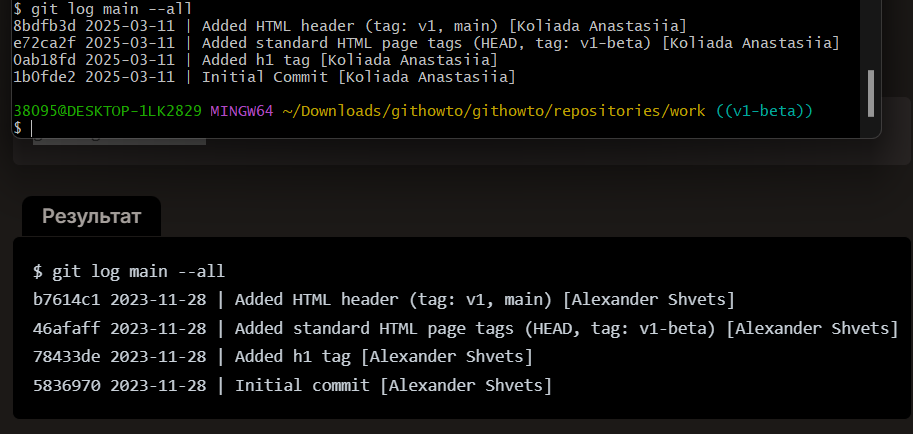 $ git log main --all
8bdfb3d 2025-03-11 | Added HTML header (tag: v1, main) [Koliada Anastasiia]
e72ca2f 2025-03-11 | Added standard HTML page tags (HEAD, tag: v1-beta) [Koliada Anastasiia]
0ab18fd 2025-03-11 | Added h1 tag [Koliada Anastasiia]
1b0fde2 2025-03-11 | Initial Commit [Koliada Anastasiia]
38095@DESKTOP-1LK2829 MINGW64 ~/Downloads/githowto/githowto/repositories/work ((v1-beta))
$
Результат
$ git log main --all
b7614c1 2023-11-28 | Added HTML header (tag: v1, main) [Alexander Shvets]
46afaff 2023-11-28 | Added standard HTML page tags (HEAD, tag: v1-beta) [Alexander Shvets]
78433de 2023-11-28 | Added h1 tag [Alexander Shvets]
5836970 2023-11-28 | Initial commit [Alexander Shvets]